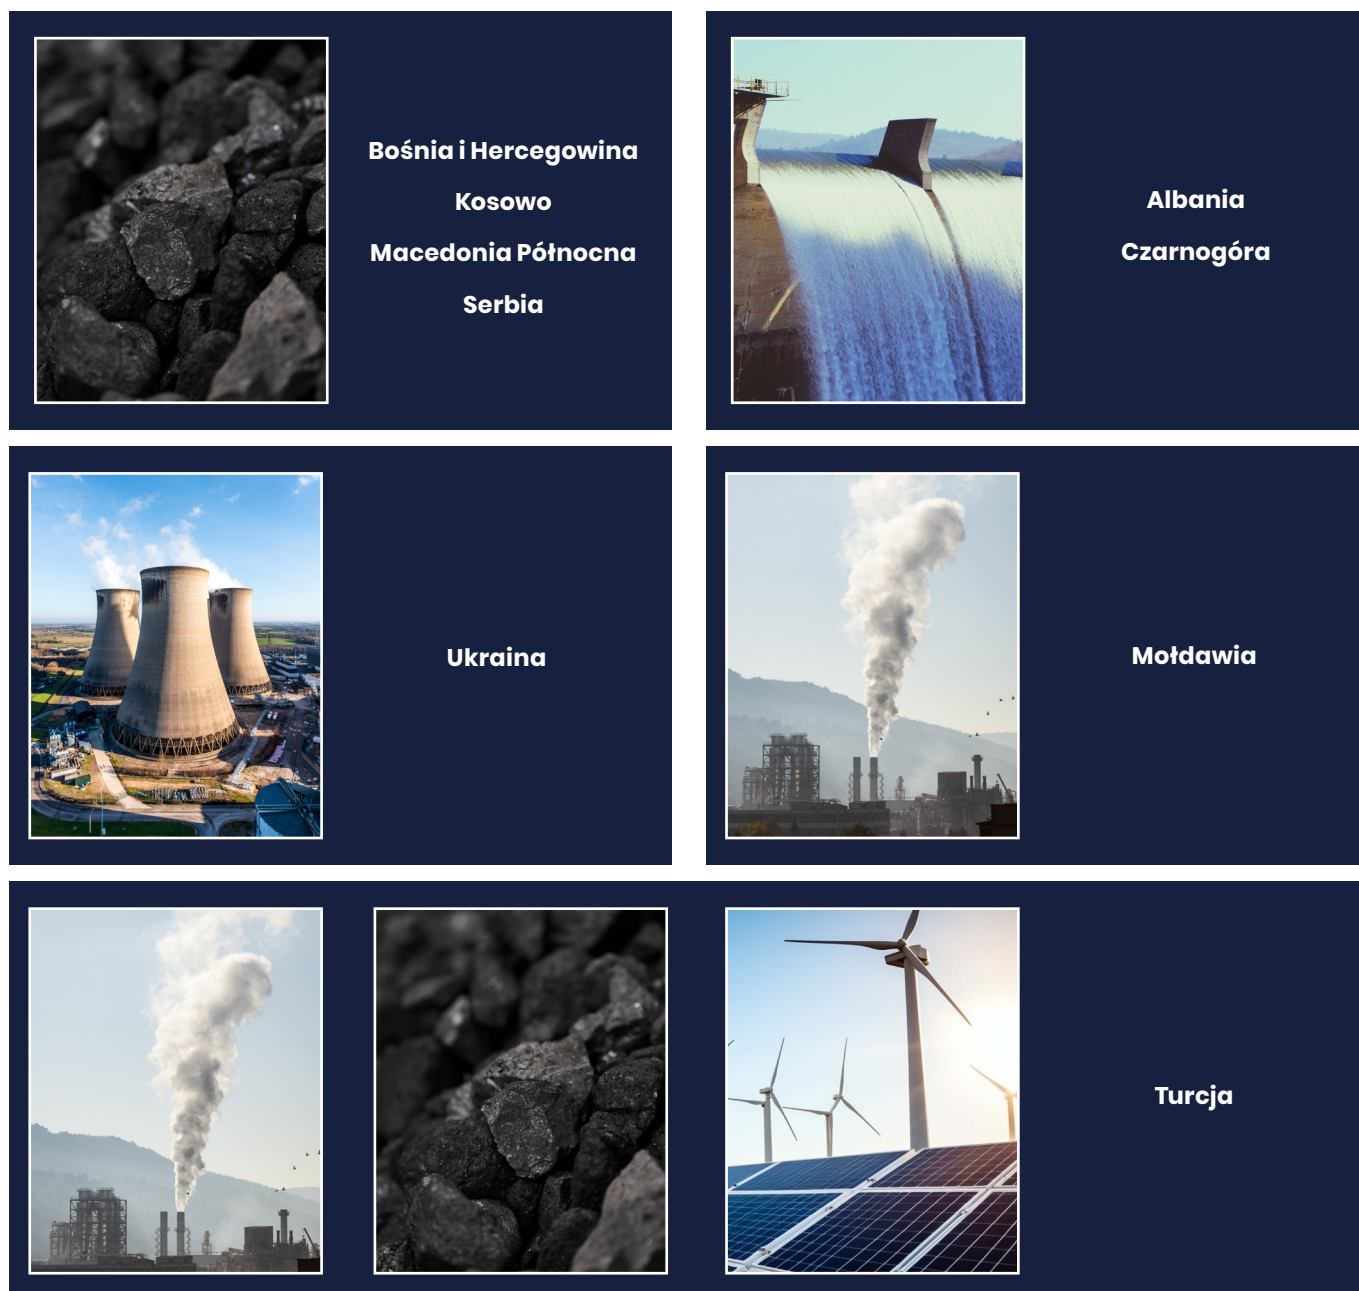 Bośnia i Hercegowina
Kosowo
Macedonia Północna
Serbia
Albania
Czarnogóra
Ukraina
Mołdawia
Turcja